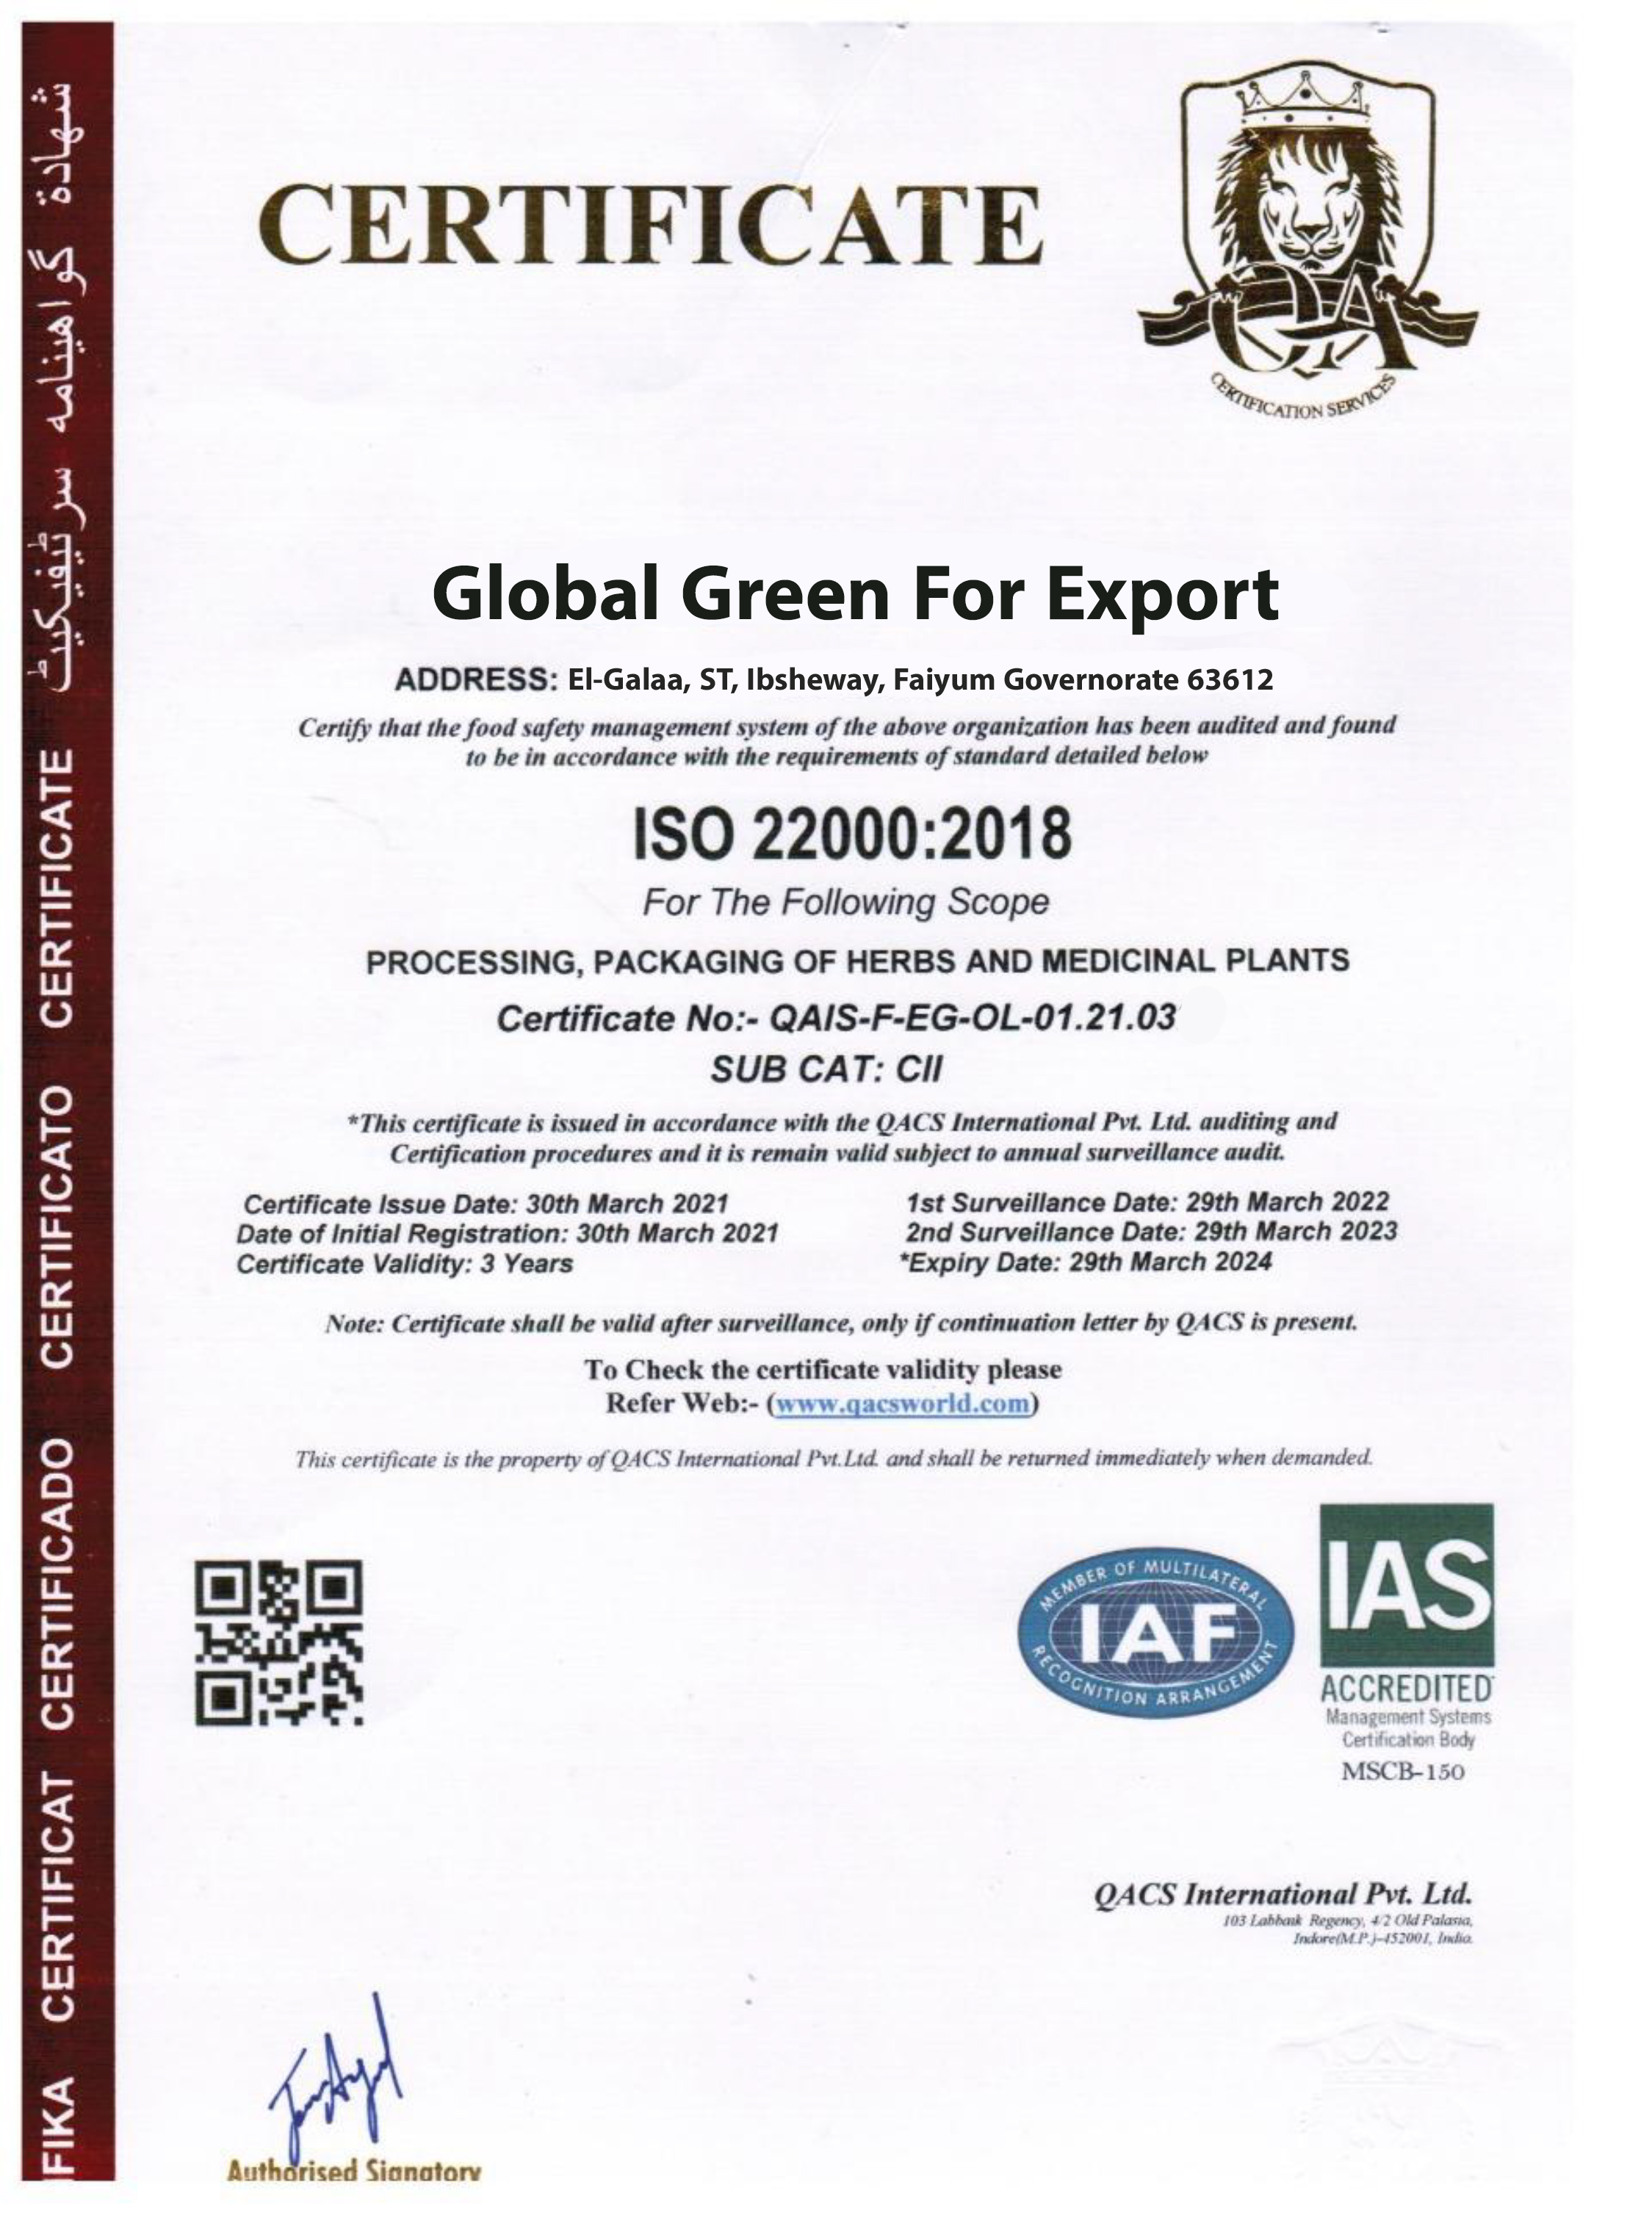 شهادة گواهینامه سرٹیفیکیٹ CERTIFICATE CERTIFICATO CERTIFICADO CERTIFICAT FIKA
CERTIFICATE
QA
CERTIFICATION SERVICES
Global Green For Export
ADDRESS: El-Galaa, ST, Ibsheway, Faiyum Governorate 63612
Certify that the food safety management system of the above organization has been audited and found
to be in accordance with the requirements of standard detailed below
ISO 22000:2018
For The Following Scope
PROCESSING, PACKAGING OF HERBS AND MEDICINAL PLANTS
Certificate No:- QAIS-F-EG-OL-01.21.03
SUB CAT: CII
*This certificate is issued in accordance with the QACS International Pvt. Ltd. auditing and
Certification procedures and it is remain valid subject to annual surveillance audit.
Certificate Issue Date: 30th March 2021
Date of Initial Registration: 30th March 2021
Certificate Validity: 3 Years
1st Surveillance Date: 29th March 2022
2nd Surveillance Date: 29th March 2023
*Expiry Date: 29th March 2024
Note: Certificate shall be valid after surveillance, only if continuation letter by QACS is present.
To Check the certificate validity please
Refer Web:- (www.qacsworld.com)
This certificate is the property of QACS International Pvt.Ltd. and shall be returned immediately when demanded.
MEMBER OF MULTILATERAL
IAF
RECOGNITION ARRANGEMENT
IAS
ACCREDITED
Management Systems
Certification Body
MSCB-150
QACS International Pvt. Ltd.
103 Labbaik Regency, 4/2 Old Palasia,
Indore(M.P.)-452001, India.
Authorised Signatory